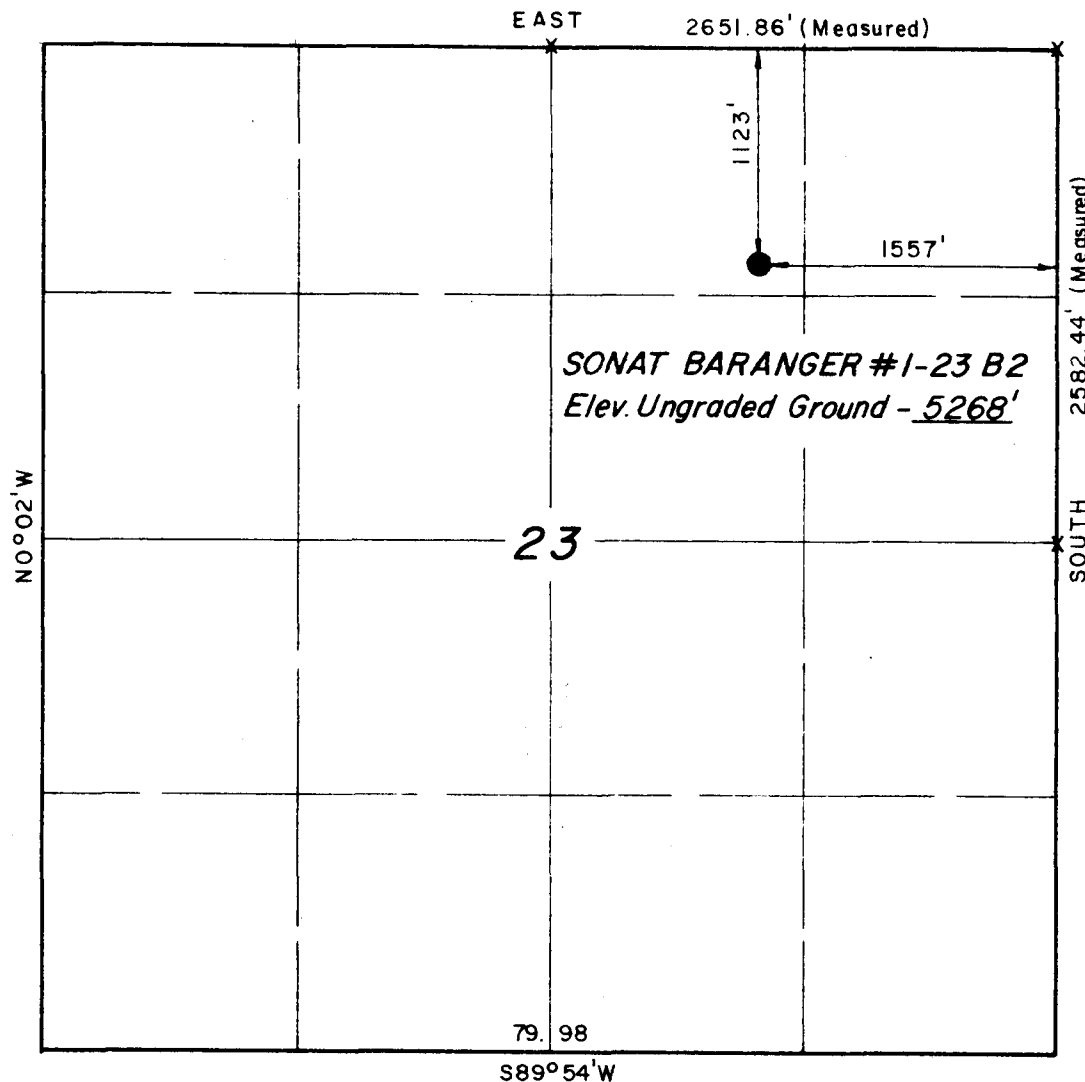 EAST
2651.86' (Measured)
1123'
1557'
2582.44' (Measured)
SOUTH
SONAT BARANGER #1-23 B2
Elev. Ungraded Ground - 5268'
N0°02'W
23
79.98
S89°54'W